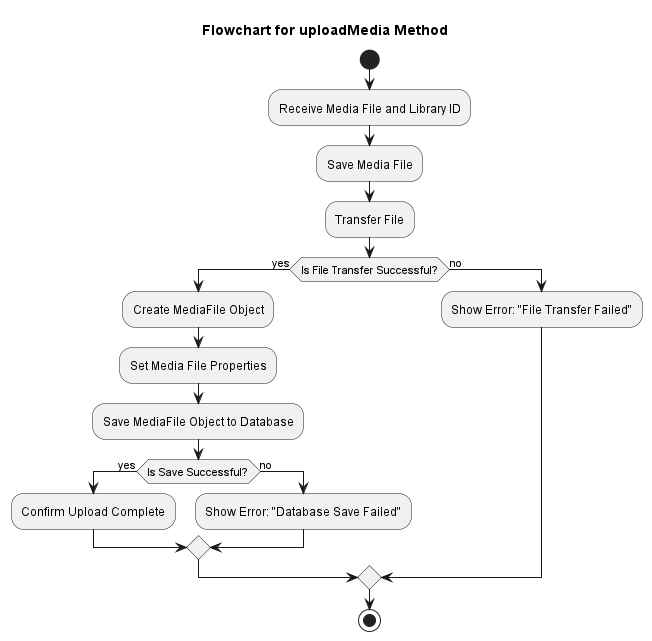 Flowchart for uploadMedia Method
Receive Media File and Library ID
Save Media File
Transfer File
yes
Is File Transfer Successful?
no
Create MediaFile Object
Show Error: "File Transfer Failed"
Set Media File Properties
Save MediaFile Object to Database
yes
Is Save Successful?
no
Confirm Upload Complete
Show Error: "Database Save Failed"